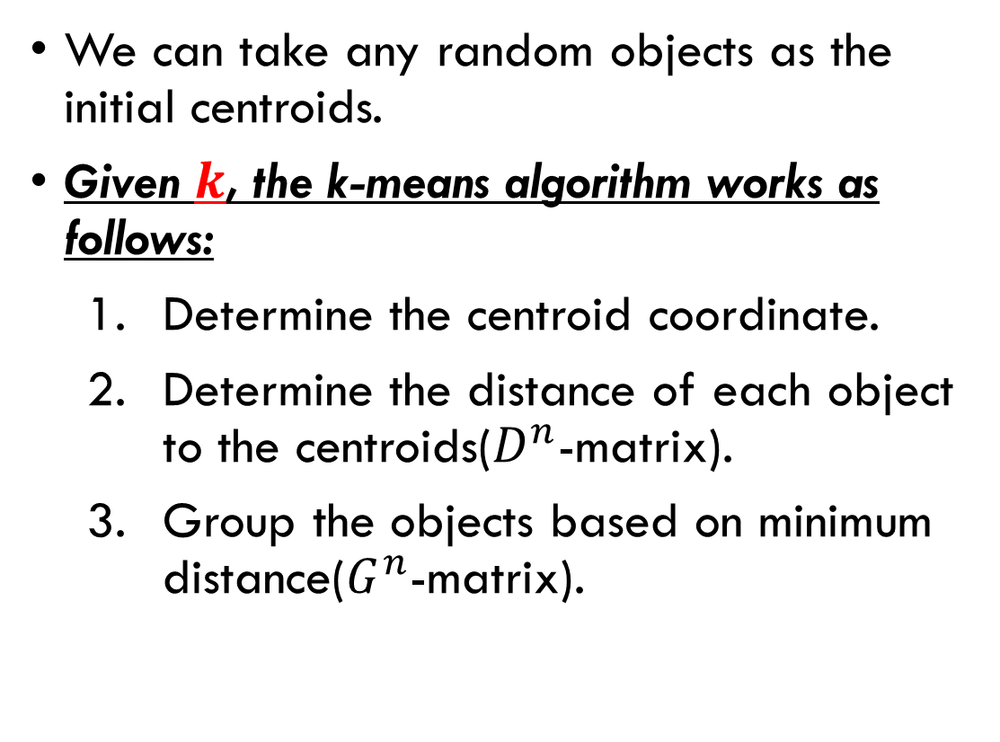 • We can take any random objects as the
initial centroids.
• Given k, the k-means algorithm works as
follows:
1. Determine the centroid coordinate.
2. Determine the distance of each object
to the centroids(Dⁿ-matrix).
3. Group the objects based on minimum
distance(Gⁿ-matrix).